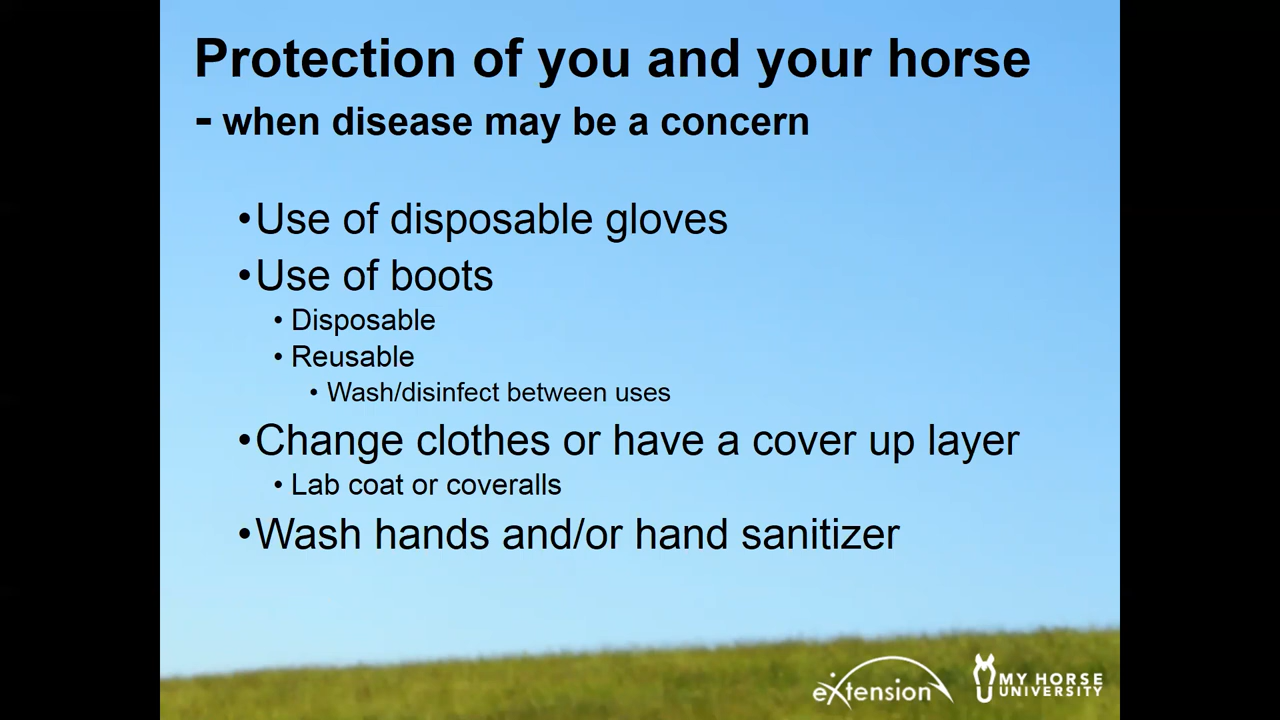 Protection of you and your horse
- when disease may be a concern
•Use of disposable gloves
•Use of boots
• Disposable
• Reusable
• Wash/disinfect between uses
•Change clothes or have a cover up layer
• Lab coat or coveralls
•Wash hands and/or hand sanitizer
eXtension
MY HORSE
UNIVERSITY